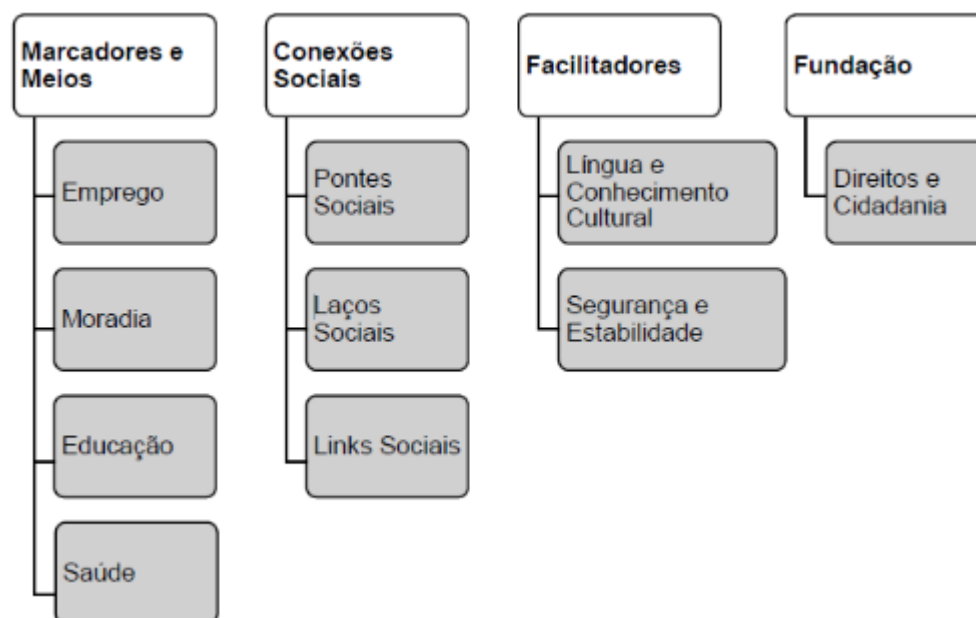 Marcadores e
Meios
Emprego
Moradia
Educação
Saúde
Conexões
Sociais
Pontes
Sociais
Laços
Sociais
Links Sociais
Facilitadores
Língua e
Conhecimento
Cultural
Segurança e
Estabilidade
Fundação
Direitos e
Cidadania